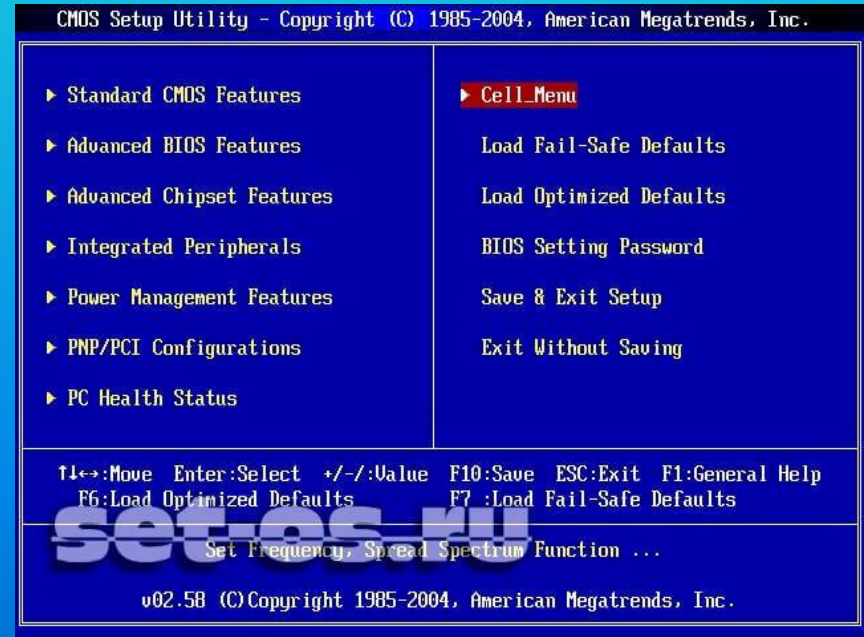 CMOS Setup Utility - Copyright (C) 1985-2004, American Megatrends, Inc.
▶ Standard CMOS Features
▶ Advanced BIOS Features
▶ Advanced Chipset Features
▶ Integrated Peripherals
▶ Power Management Features
▶ PNP/PCI Configurations
▶ PC Health Status
▶ Cell_Menu
Load Fail-Safe Defaults
Load Optimized Defaults
BIOS Setting Password
Save & Exit Setup
Exit Without Saving
↑↓←→:Move Enter:Select +/-/:Value F10:Save ESC:Exit F1:General Help
F6:Load Optimized Defaults F7 :Load Fail-Safe Defaults
set-os.ru
Set Frequency, Spread Spectrum Function ...
v02.58 (C)Copyright 1985-2004, American Megatrends, Inc.